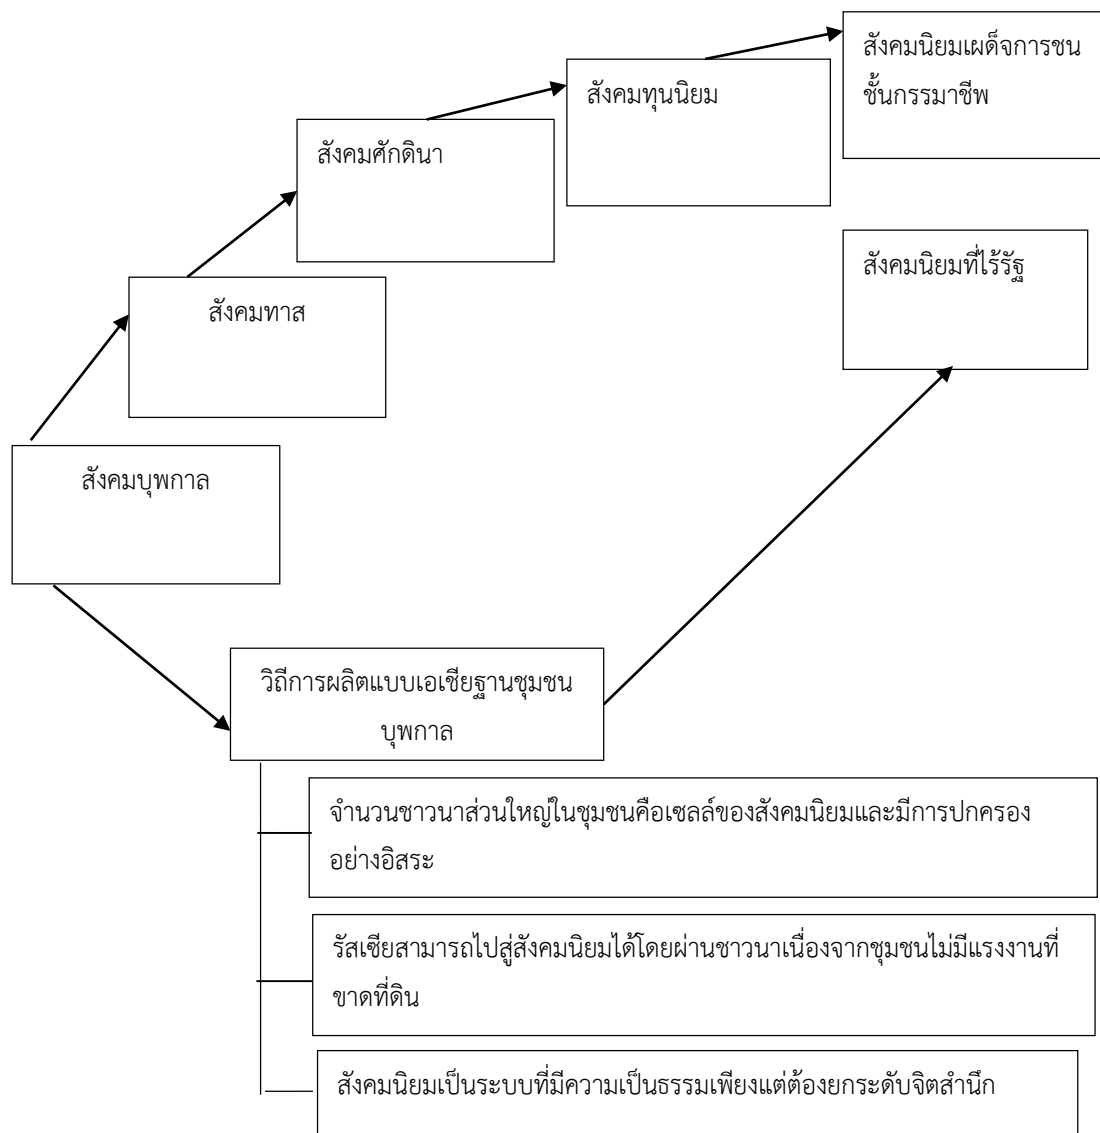 สังคมนิยมเผด็จการชน
ชั้นกรรมาชีพ
สังคมทุนนิยม
สังคมศักดินา
สังคมนิยมที่ไร้รัฐ
สังคมทาส
สังคมบุพกาล
วิถีการผลิตแบบเอเชียฐานชุมชน
บุพกาล
จำนวนชาวนาส่วนใหญ่ในชุมชนคือเซลล์ของสังคมนิยมและมีการปกครอง
อย่างอิสระ
รัสเซียสามารถไปสู่สังคมนิยมได้โดยผ่านชาวนาเนื่องจากชุมชนไม่มีแรงงานที่
ขาดที่ดิน
สังคมนิยมเป็นระบบที่มีความเป็นธรรมเพียงแต่ต้องยกระดับจิตสำนึก